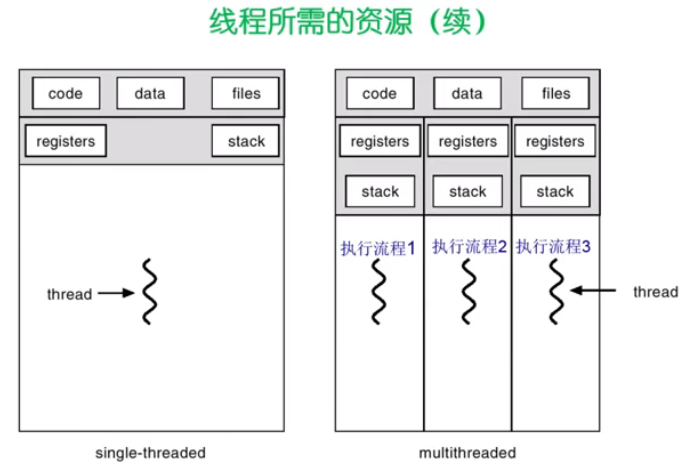 线程所需的资源（续）
code data files
registers stack
thread
single-threaded
code data files
registers registers registers
stack stack stack
执行流程1 执行流程2 执行流程3
thread
multithreaded